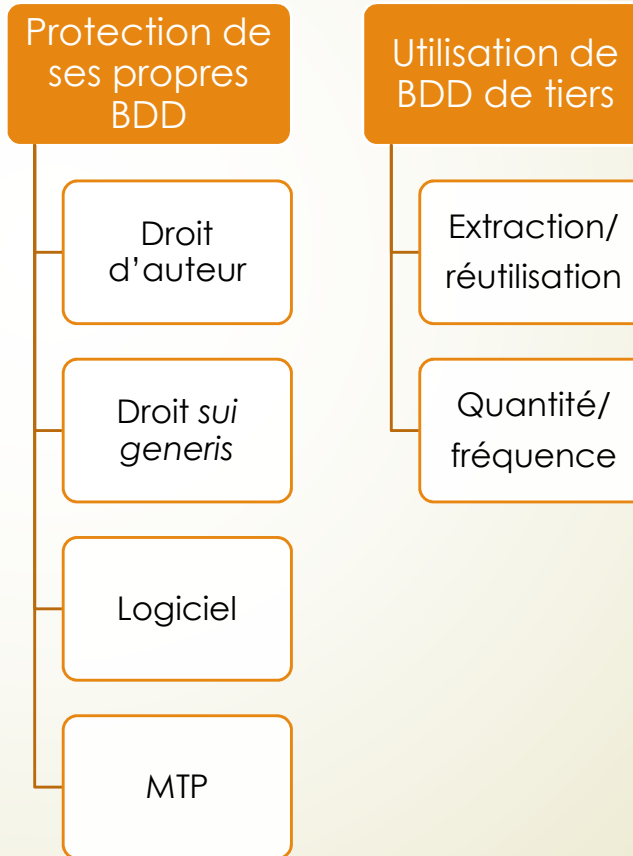 Protection de
ses propres
BDD
Droit
d’auteur
Droit sui
generis
Logiciel
MTP
Utilisation de
BDD de tiers
Extraction/
réutilisation
Quantité/
fréquence